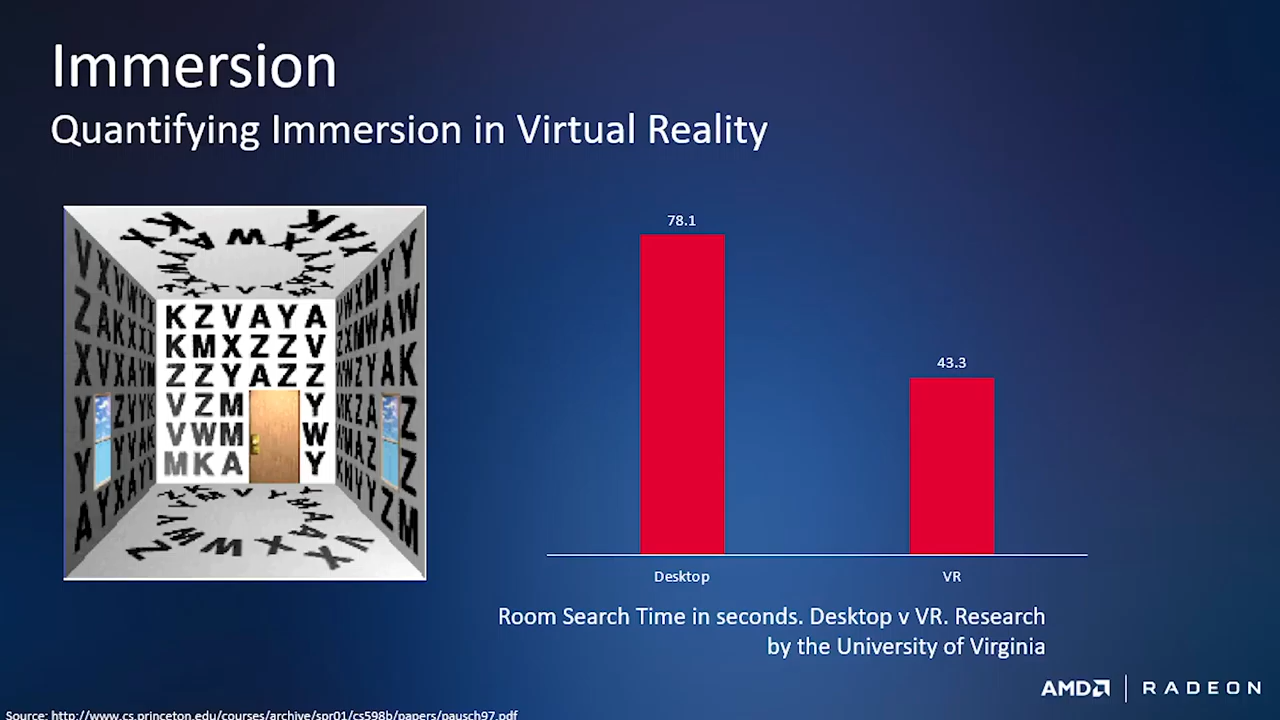 Immersion
Quantifying Immersion in Virtual Reality
KZVAYA
KMXZZV
ZZYAZZ
VZM Y
VWM W
MKA Y
78.1
43.3
Desktop
VR
Room Search Time in seconds. Desktop v VR. Research
by the University of Virginia
AMD
RADEON
Source: http://www.cs.princeton.edu/courses/archive/spr01/cs598b/papers/pausch97.pdf